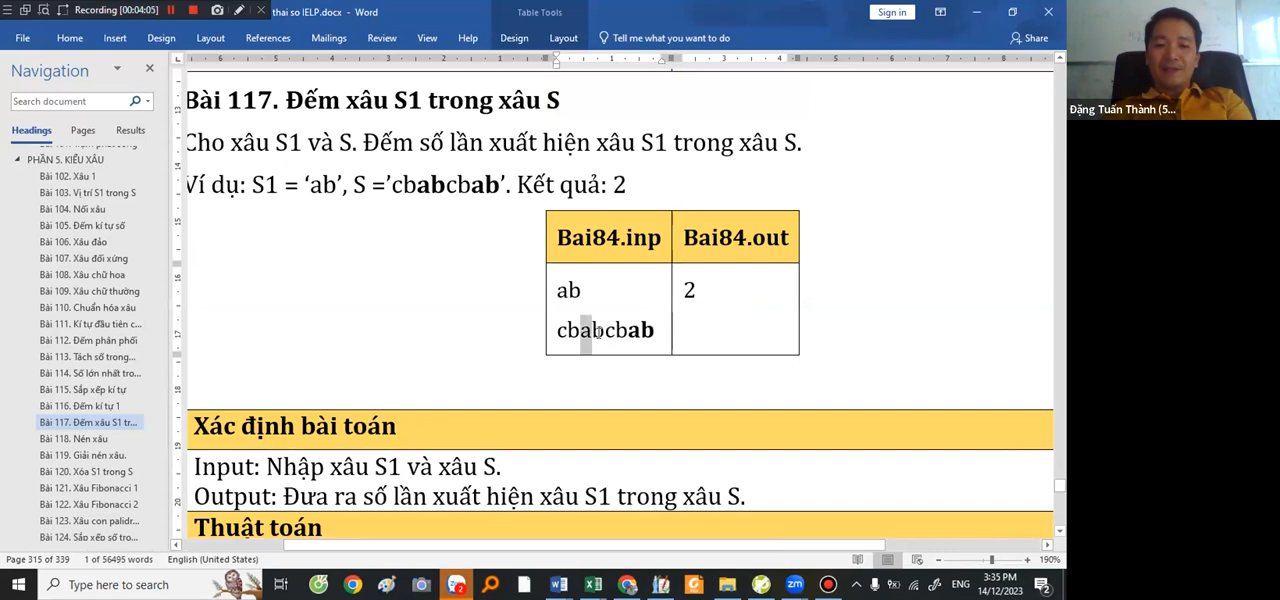 Recording [00:04:05]
thai so IELP.docx - Word
Table Tools
Sign in
File Home Insert Design Layout References Mailings Review View Help Design Layout Tell me what you want to do Share
Navigation
Search document
Headings Pages Results
PHẦN 5. KIỂU XÂU
Bài 102. Xâu 1
Bài 103. Vị trí S1 trong S
Bài 104. Nối xâu
Bài 105. Đếm kí tự số
Bài 106. Xâu đảo
Bài 107. Xâu đối xứng
Bài 108. Xâu chữ hoa
Bài 109. Xâu chữ thường
Bài 110. Chuẩn hóa xâu
Bài 111. Kí tự đầu tiên c...
Bài 112. Đếm phân phối
Bài 113. Tách số trong...
Bài 114. Số lớn nhất tro...
Bài 115. Sắp xếp kí tự
Bài 116. Đếm kí tự 1
Bài 117. Đếm xâu S1 tr...
Bài 118. Nén xâu
Bài 119. Giải nén xâu.
Bài 120. Xóa S1 trong S
Bài 121. Xâu Fibonacci 1
Bài 122. Xâu Fibonacci 2
Bài 123. Xâu con palidr...
Bài 124. Sắp xếp số tro...
Bài 117. Đếm xâu S1 trong xâu S
Cho xâu S1 và S. Đếm số lần xuất hiện xâu S1 trong xâu S.
Ví dụ: S1 = ‘ab’, S =’cbabcbab’. Kết quả: 2
Bai84.inp Bai84.out
ab 2
cbabcbab
Xác định bài toán
Input: Nhập xâu S1 và xâu S.
Output: Đưa ra số lần xuất hiện xâu S1 trong xâu S.
Thuật toán
Đặng Tuấn Thành (5...
Page 315 of 339 1 of 56495 words English (United States) 190%
Type here to search
ENG
3:35 PM
14/12/2023